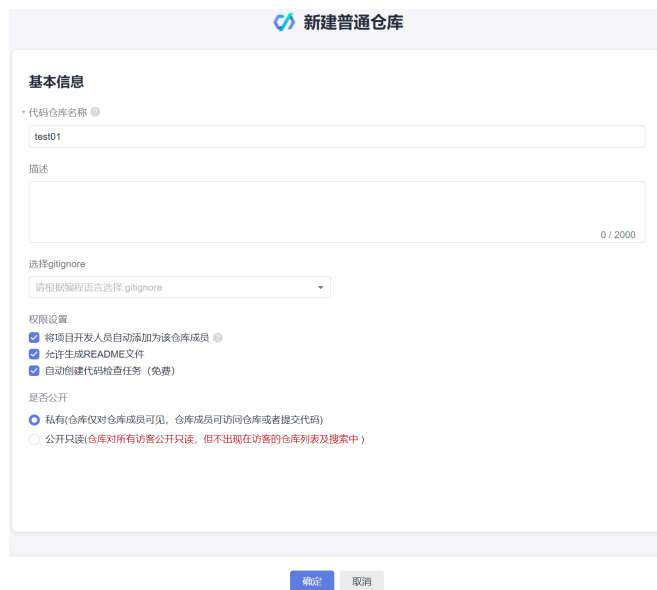 新建普通仓库
基本信息
* 代码仓库名称
test01
描述
0 / 2000
选择gitignore
请根据编程语言选择.gitignore
权限设置
将项目开发人员自动添加为该仓库成员
允许生成README文件
自动创建代码检查任务（免费）
是否公开
私有(仓库仅对仓库成员可见，仓库成员可访问仓库或者提交代码)
公开只读(仓库对所有访客公开只读，但不出现在访客的仓库列表及搜索中 )
确定 取消